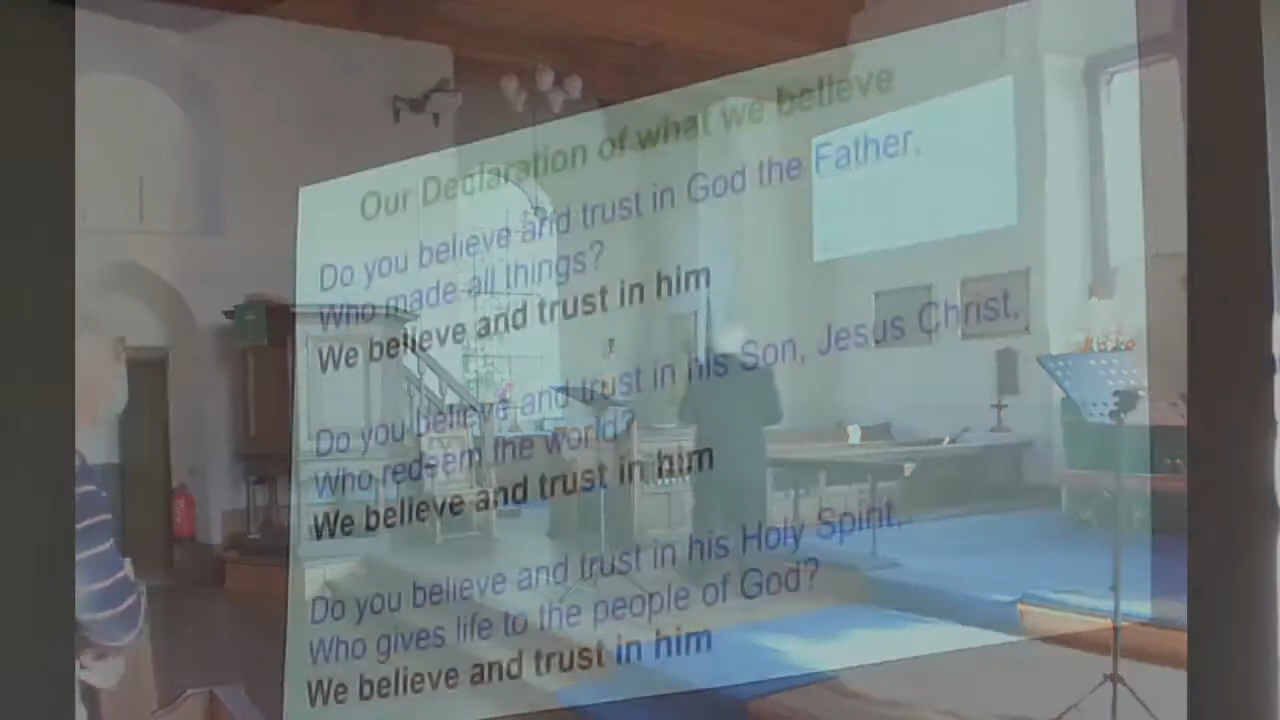 Our Declaration of what we believe
Do you believe and trust in God the Father,
Who made all things?
We believe and trust in him
Do you believe and trust in his Son, Jesus Christ,
Who redeem the world?
We believe and trust in him
Do you believe and trust in his Holy Spirit,
Who gives life to the people of God?
We believe and trust in him